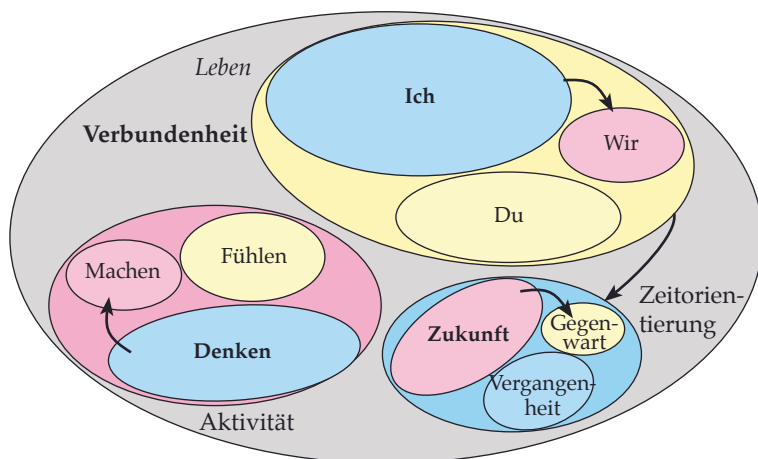 Leben
Ich
Verbundenheit
Wir
Du
Fühlen
Machen
Denken
Aktivität
Zeitorien-
tierung
Zukunft
Gegen-
wart
Vergangen-
heit